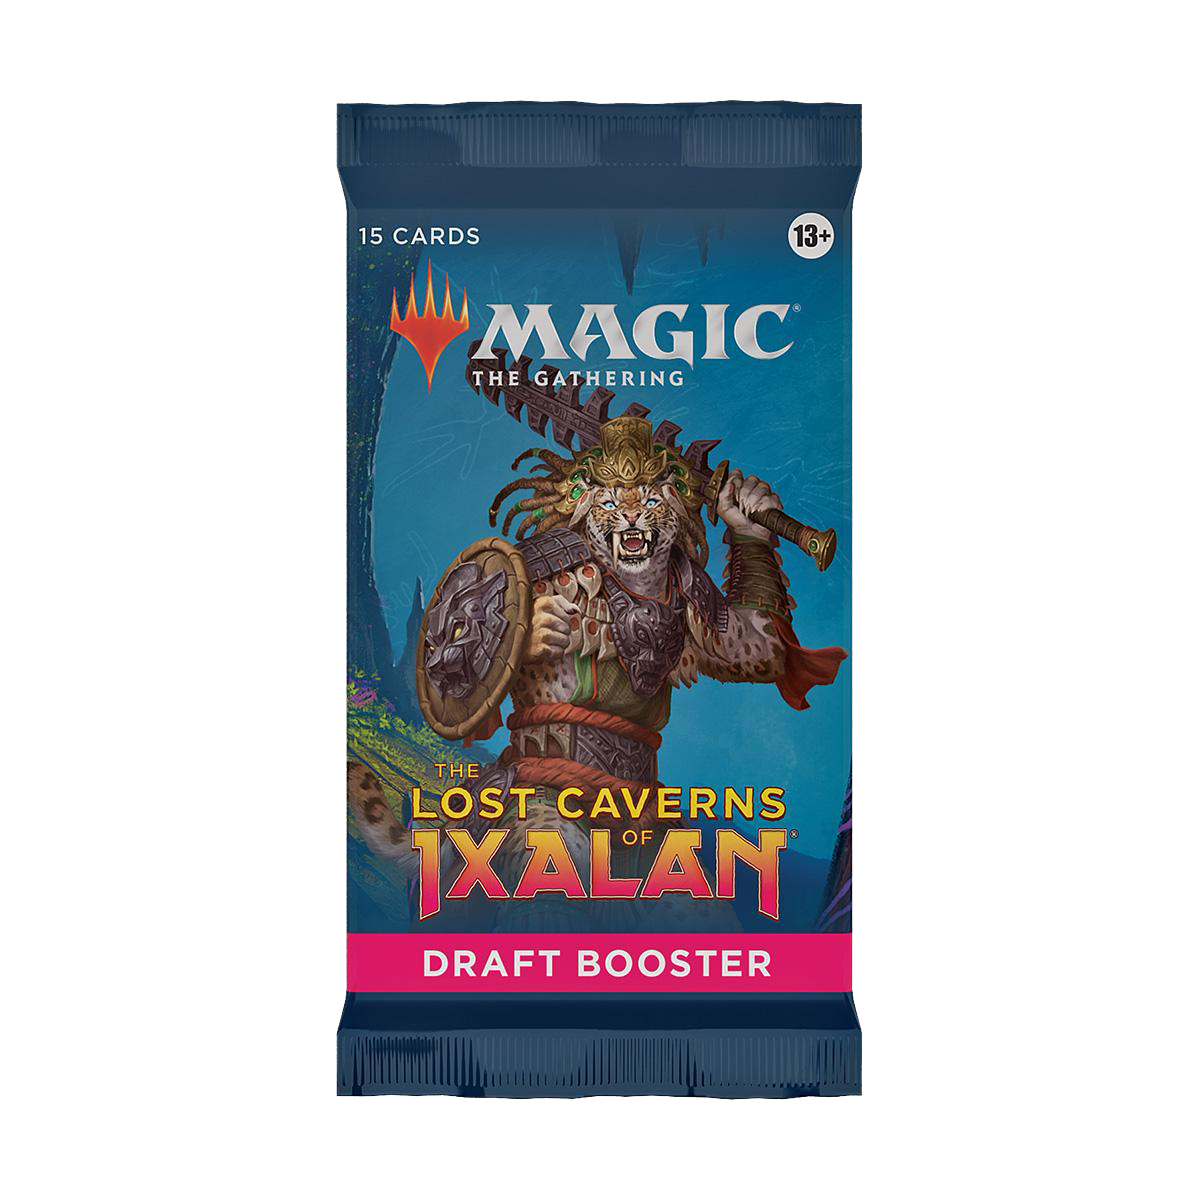 15 CARDS
13+
MAGIC®
THE GATHERING
THE
LOST CAVERNS
OF
IXALAN®
DRAFT BOOSTER